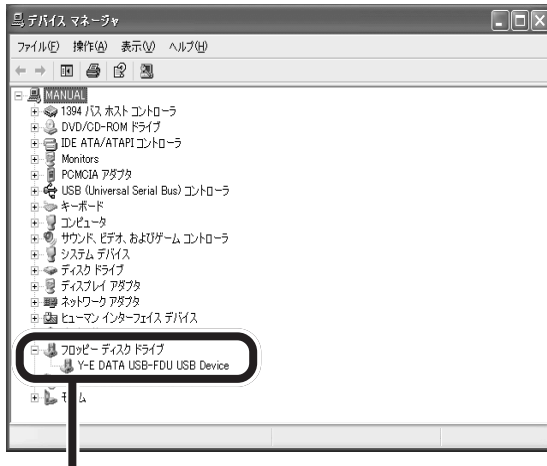 デバイス マネージャ
ファイル(F) 操作(A) 表示(V) ヘルプ(H)
MANUAL
1394 バス ホスト コントローラ
DVD/CD-ROM ドライブ
IDE ATA/ATAPI コントローラ
Monitors
PCMCIA アダプタ
USB (Universal Serial Bus) コントローラ
キーボード
コンピュータ
サウンド、ビデオ、およびゲーム コントローラ
システム デバイス
ディスク ドライブ
ディスプレイ アダプタ
ネットワーク アダプタ
ヒューマン インターフェイス デバイス
フロッピー ディスク ドライブ
Y-E DATA USB-FDU USB Device